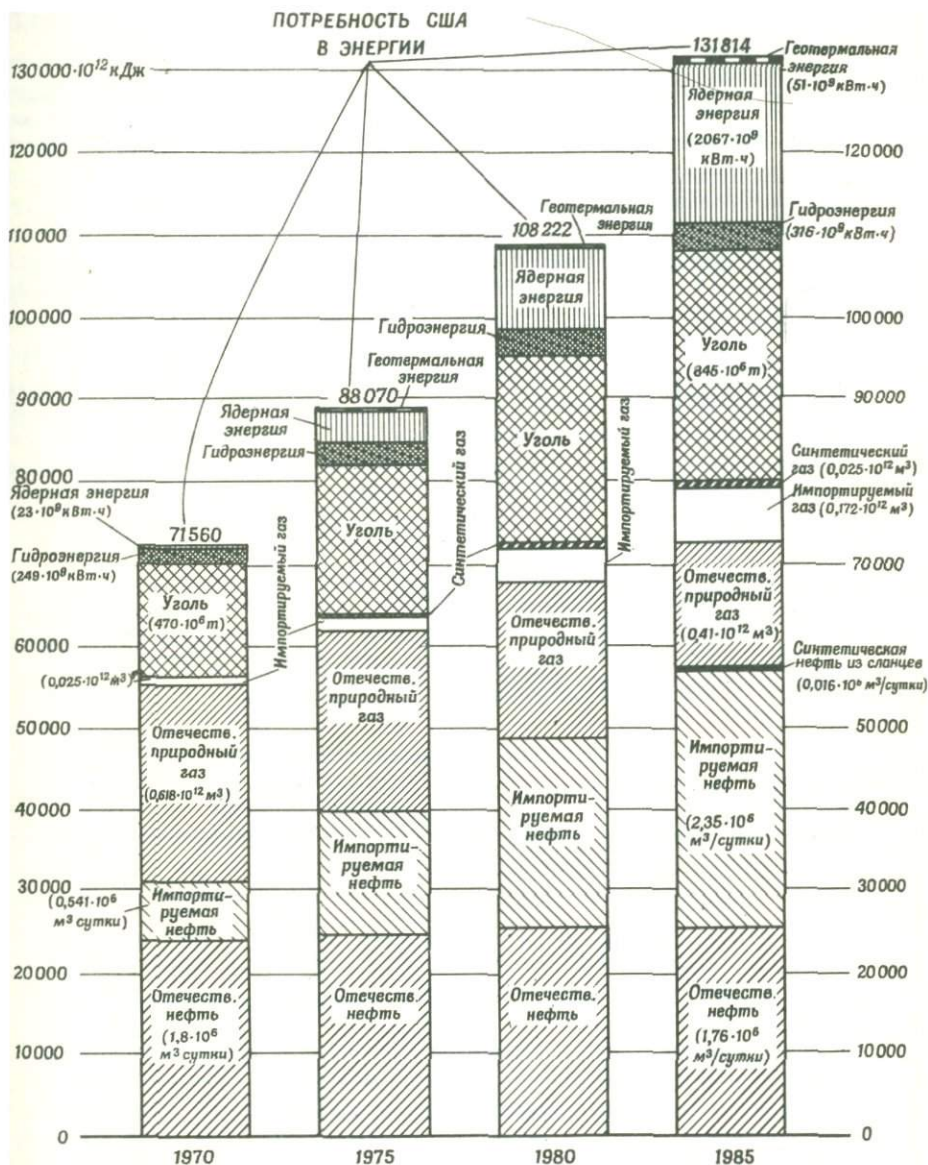 ПОТРЕБНОСТЬ США
В ЭНЕРГИИ
130000·10¹² кДж
120000
110000
100000
90000
80000
70000
60000
50000
40000
30000
20000
10000
0
Ядерная энергия
(23·10⁹ кВт·ч)
71560
Гидроэнергия
(249·10⁹ кВт·ч)
Уголь
(470·10⁶ т)
(0,025·10¹² м³)
Импортируемый газ
Отечеств.
природный
газ
(0,618·10¹² м³)
(0,541·10⁶
м³ сутки)
Импорти-
руемая
нефть
Отечеств.
нефть
(1,8·10⁶
м³ сутки)
1970
88070
Геотермальная
энергия
Ядерная
энергия
Гидроэнергия
Уголь
Синтетический газ
Отечеств.
природный
газ
Импорти-
руемая
нефть
Отечеств.
нефть
1975
108222
Геотермальная
энергия
Ядерная
энергия
Гидроэнергия
Уголь
Импортируемый газ
Отечеств.
природный
газ
Импорти-
руемая
нефть
Отечеств.
нефть
1980
131814
Геотермальная
энергия
(51·10⁹ кВт·ч)
Ядерная
энергия
(2067·10⁹
кВт·ч)
Гидроэнергия
(316·10⁹ кВт·ч)
Уголь
(845·10⁶ т)
Синтетический
газ (0,025·10¹² м³)
Импортируемый
газ (0,172·10¹² м³)
Отечеств.
природный
газ
(0,41·10¹² м³)
Синтетическая
нефть из сланцев
(0,016·10⁶ м³/сутки)
Импорти-
руемая
нефть
(2,35·10⁶
м³/сутки)
Отечеств.
нефть
(1,76·10⁶
м³/сутки)
1985
120000
100000
90000
80000
70000
50000
40000
30000
20000
10000
0